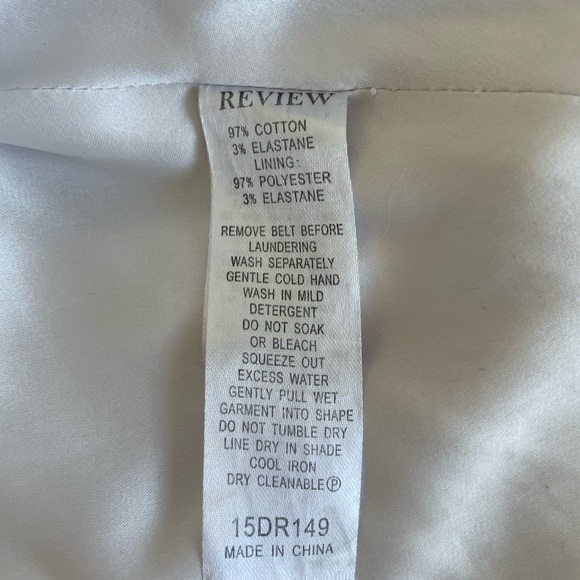 REVIEW
97% COTTON
3% ELASTANE
LINING:
97% POLYESTER
3% ELASTANE
REMOVE BELT BEFORE
LAUNDERING
WASH SEPARATELY
GENTLE COLD HAND
WASH IN MILD
DETERGENT
DO NOT SOAK
OR BLEACH
SQUEEZE OUT
EXCESS WATER
GENTLY PULL WET
GARMENT INTO SHAPE
DO NOT TUMBLE DRY
LINE DRY IN SHADE
COOL IRON
DRY CLEANABLE Ⓟ
15DR149
MADE IN CHINA